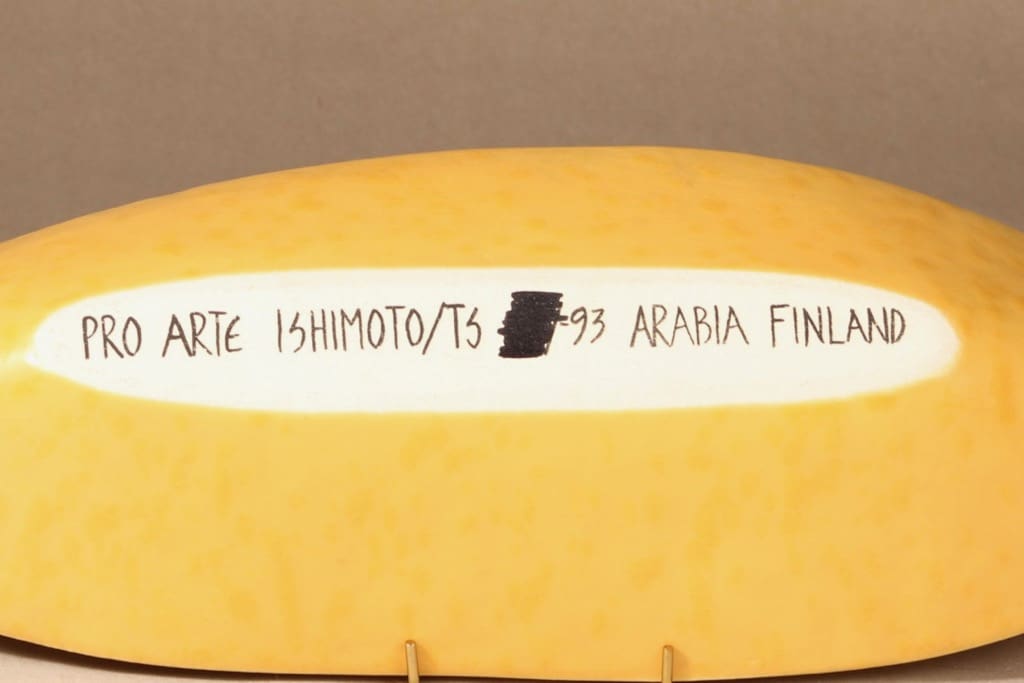 PRO ARTE ISHIMOTO/TS -93 ARABIA FINLAND